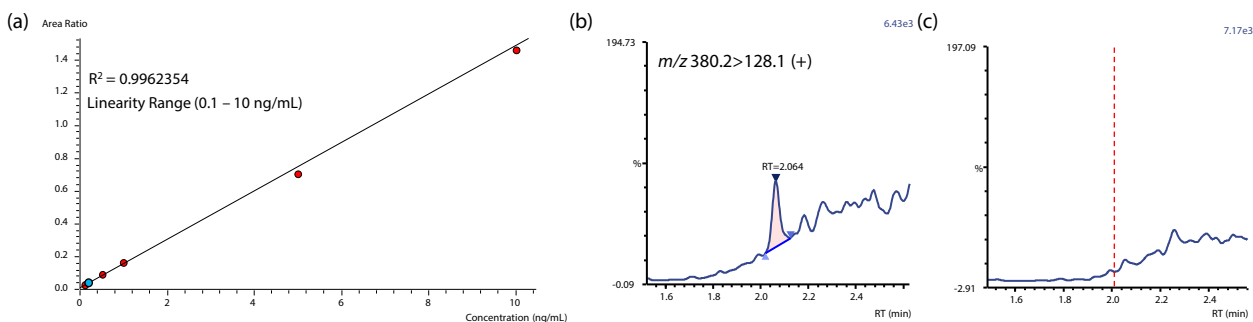 (a)
Area Ratio
1.4
1.2
1.0
0.8
0.6
0.4
0.2
0.0
R² = 0.9962354
Linearity Range (0.1 – 10 ng/mL)
0 2 4 6 8 10
Concentration (ng/mL)
(b)
6.43e3
194.73
m/z 380.2>128.1 (+)
%
RT=2.064
-0.09
1.6 1.8 2.0 2.2 2.4
RT (min)
(c)
7.17e3
197.09
%
-2.91
1.6 1.8 2.0 2.2 2.4
RT (min)